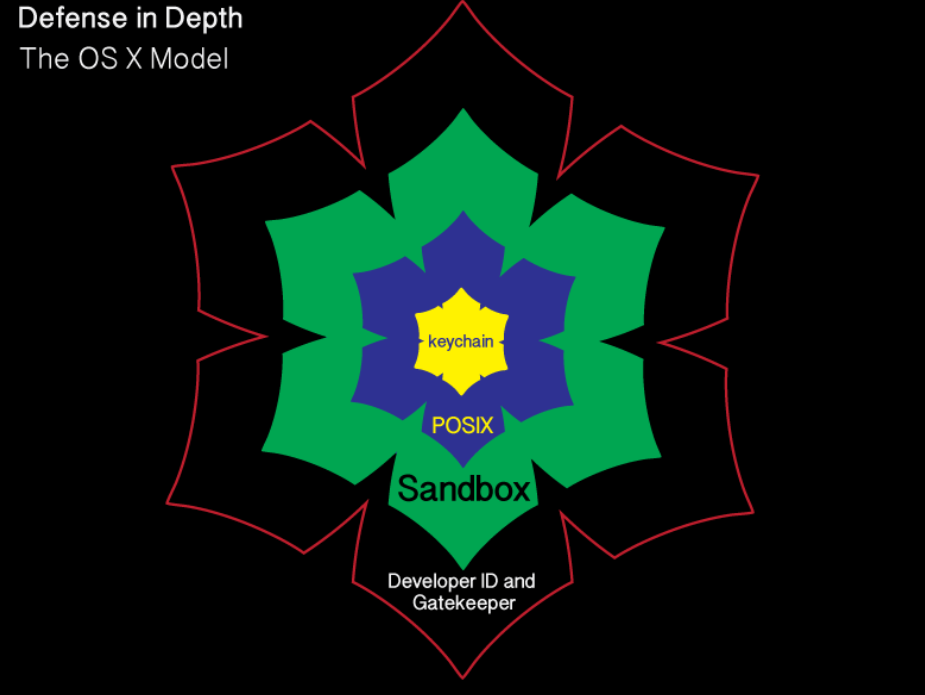 Defense in Depth
The OS X Model
keychain
POSIX
Sandbox
Developer ID and
Gatekeeper